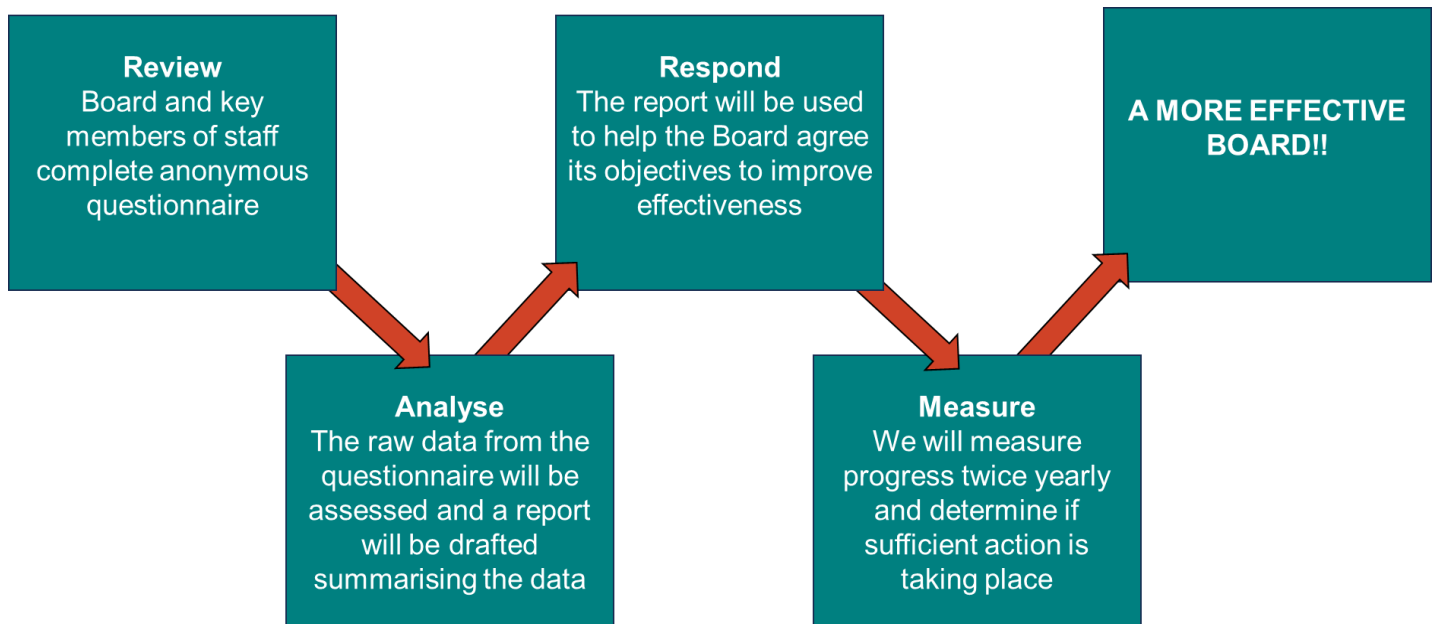 Review
Board and key
members of staff
complete anonymous
questionnaire
Analyse
The raw data from the
questionnaire will be
assessed and a report
will be drafted
summarising the data
Respond
The report will be used
to help the Board agree
its objectives to improve
effectiveness
Measure
We will measure
progress twice yearly
and determine if
sufficient action is
taking place
A MORE EFFECTIVE
BOARD!!